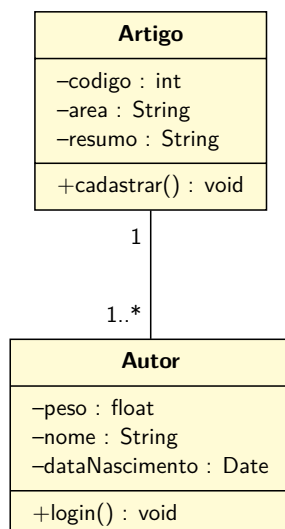 Artigo
–codigo : int
–area : String
–resumo : String
+cadastrar() : void
1
1..*
Autor
–peso : float
–nome : String
–dataNascimento : Date
+login() : void